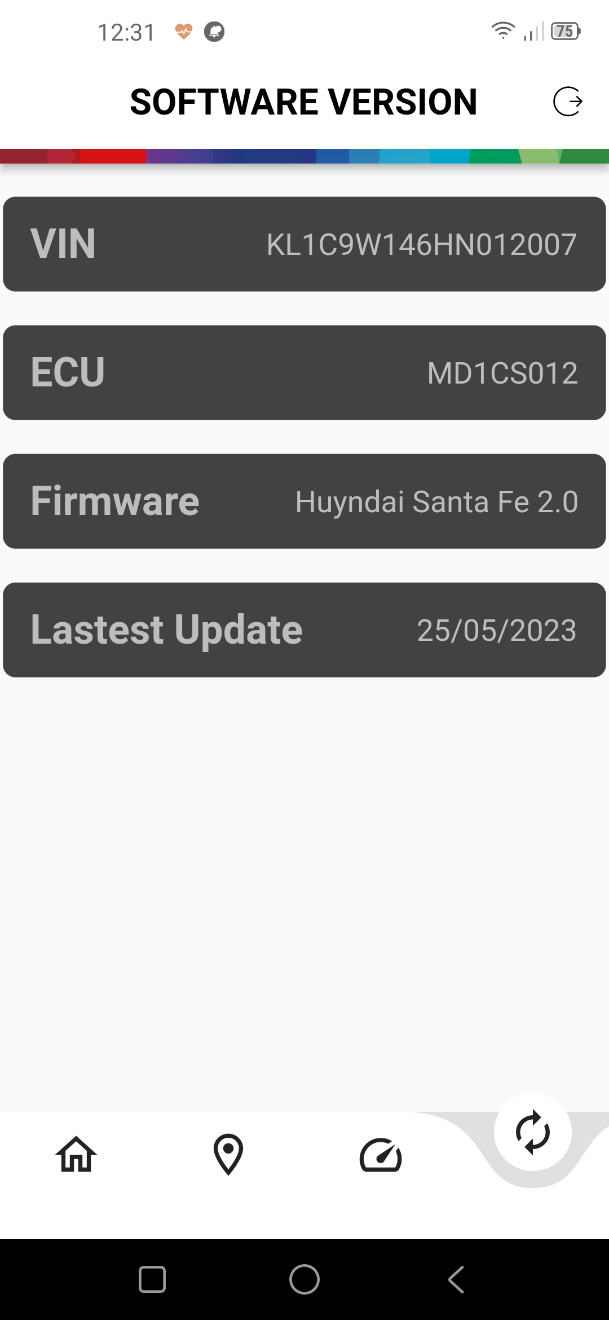 12:31
75
SOFTWARE VERSION
VIN KL1C9W146HN012007
ECU MD1CS012
Firmware Huyndai Santa Fe 2.0
Lastest Update 25/05/2023